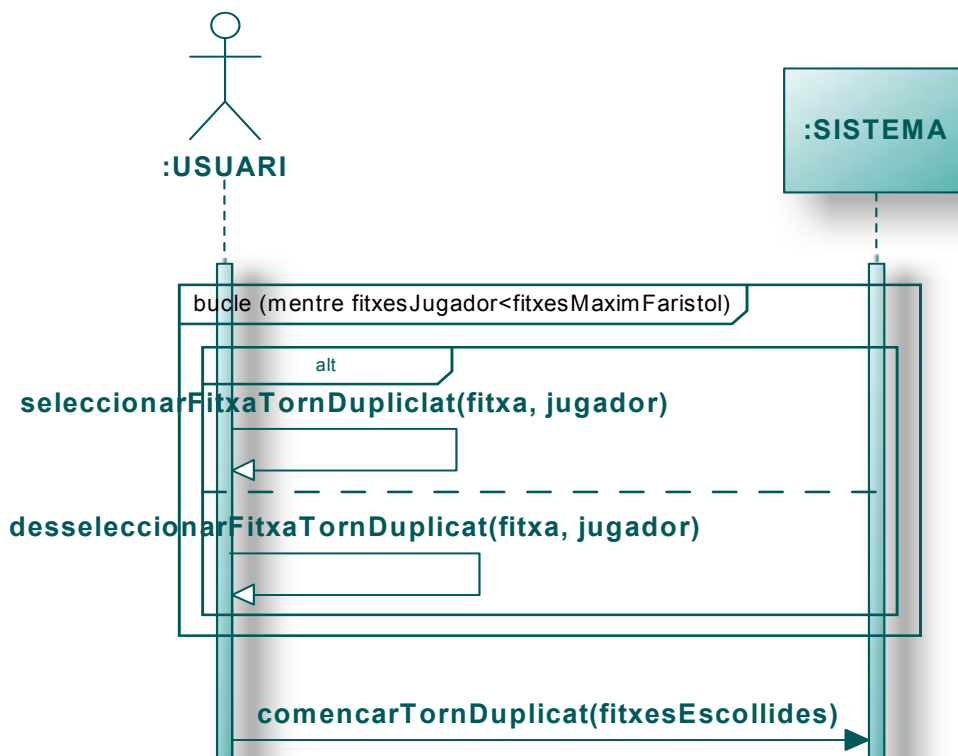 :USUARI
:SISTEMA
bucle (mentre fitxesJugador<fitxesMaximFaristol)
alt
seleccionarFitxaTornDupliclat(fitxa, jugador)
desseleccionarFitxaTornDuplicat(fitxa, jugador)
comencarTornDuplicat(fitxesEscollides)